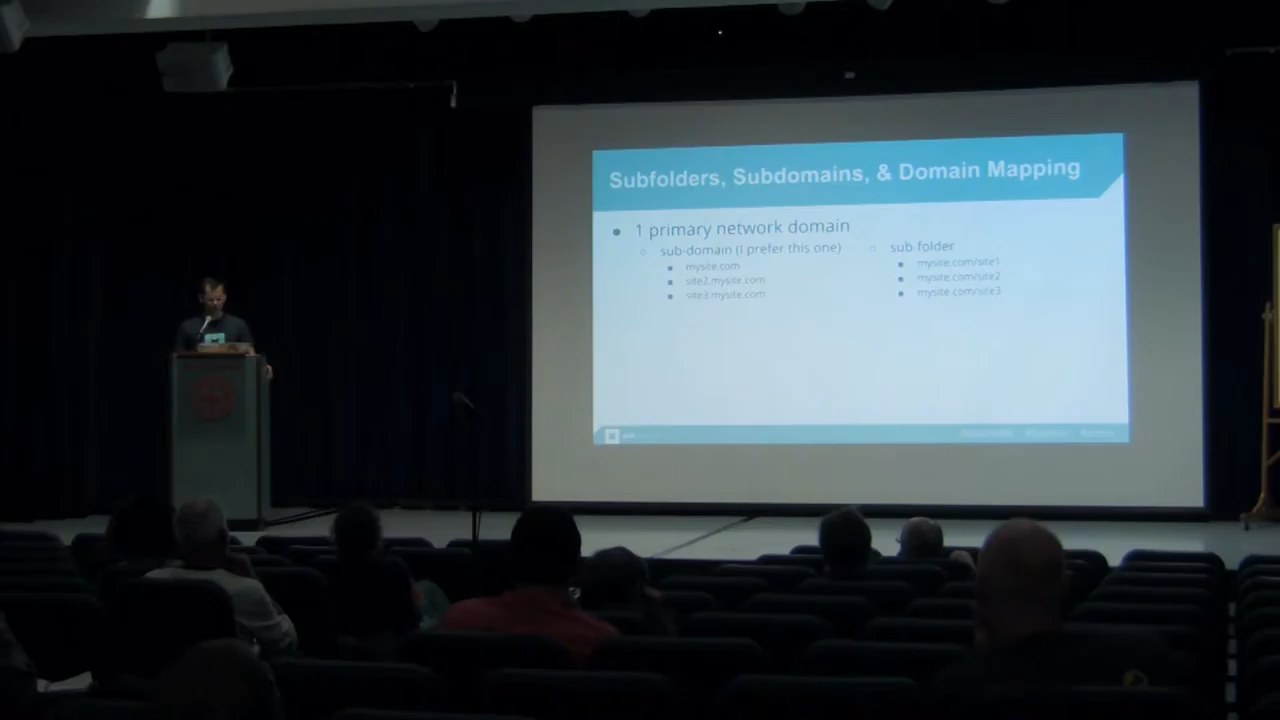 Subfolders, Subdomains, & Domain Mapping
1 primary network domain
sub-domain (I prefer this one)
mysite.com
site2.mysite.com
site3.mysite.com
sub folder
mysite.com/site1
mysite.com/site2
mysite.com/site3